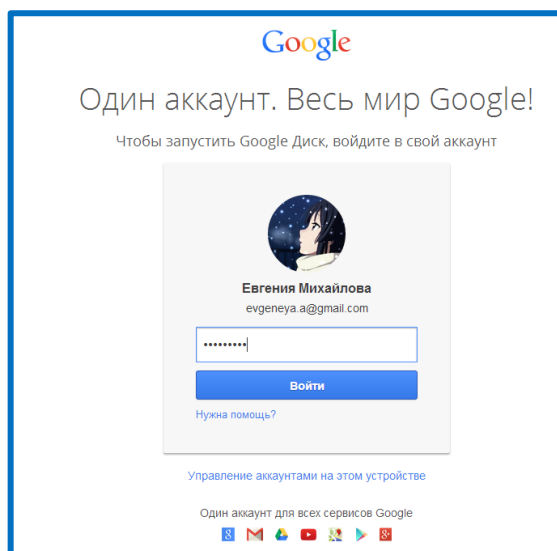 Google
Один аккаунт. Весь мир Google!
Чтобы запустить Google Диск, войдите в свой аккаунт
Евгения Михайлова
evgeneya.a@gmail.com
•••••••••
Войти
Нужна помощь?
Управление аккаунтами на этом устройстве
Один аккаунт для всех сервисов Google